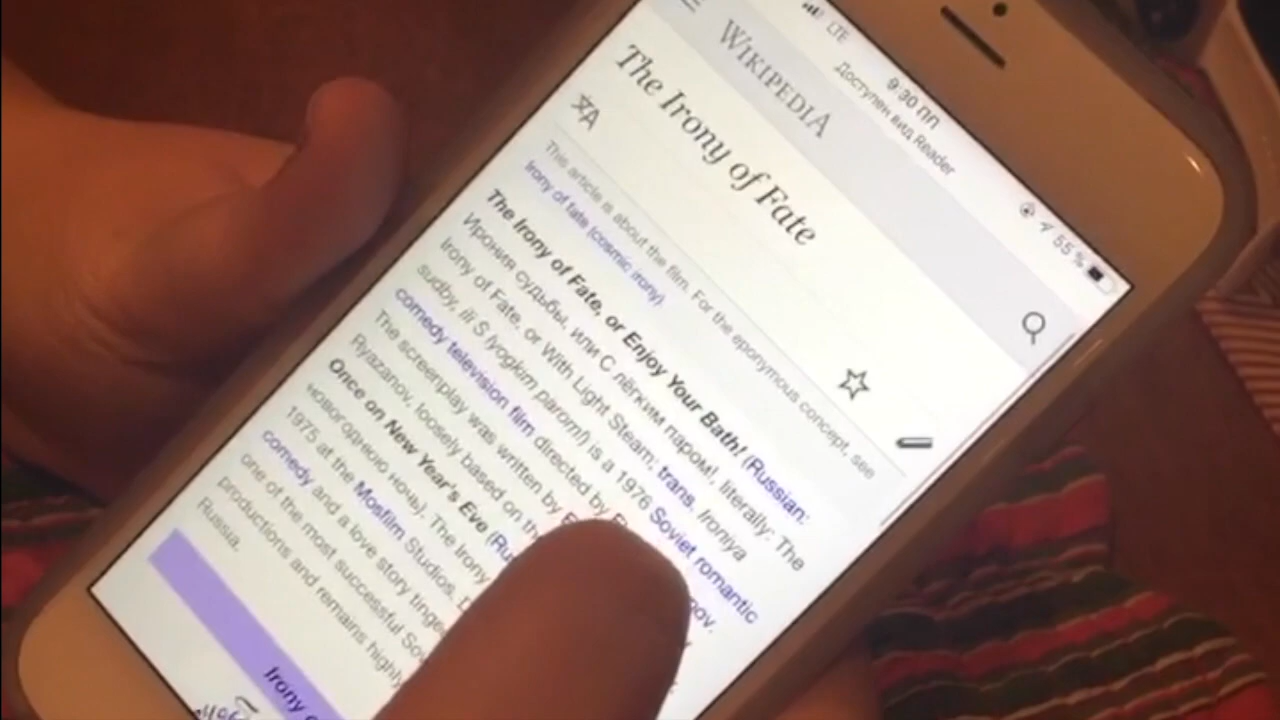 LTE
9:30 ПП
55 %
Доступен вид Reader
WIKIPEDIA
The Irony of Fate
This article is about the film. For the eponymous concept, see
Irony of fate (cosmic irony).
The Irony of Fate, or Enjoy Your Bath! (Russian:
Ирония судьбы, или С лёгким паром!, literally: The
Irony of Fate, or With Light Steam; trans. Ironiya
sudby, ili S lyogkim parom!) is a 1976 Soviet romantic
comedy television film directed by
The screenplay was written by
Ryazanov, loosely based on
Once on New Year's Eve
новогоднюю ночь). The Irony
1975 at the Mosfilm Studios.
comedy and a love story
one of the most successful
productions and remains highly
Russia.
Irony